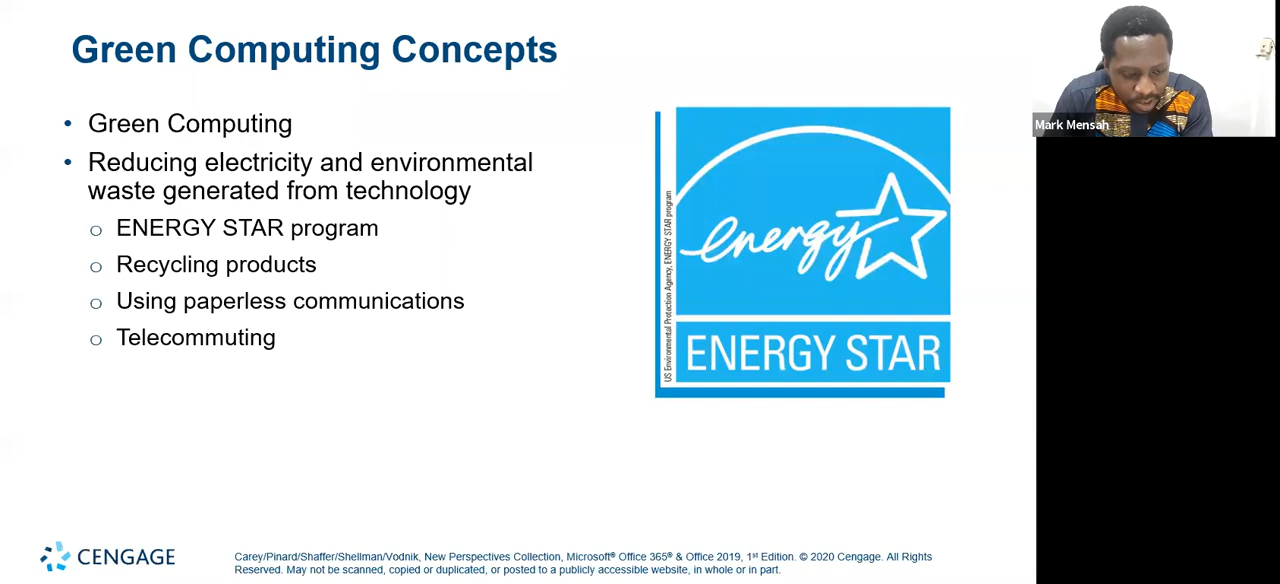 Green Computing Concepts
• Green Computing
• Reducing electricity and environmental
waste generated from technology
o ENERGY STAR program
o Recycling products
o Using paperless communications
o Telecommuting
US Environmental Protection Agency, ENERGY STAR program
energy
ENERGY STAR
Mark Mensah
CENGAGE
Carey/Pinard/Shaffer/Shellman/Vodnik, New Perspectives Collection, Microsoft® Office 365® & Office 2019, 1st Edition. © 2020 Cengage. All Rights
Reserved. May not be scanned, copied or duplicated, or posted to a publicly accessible website, in whole or in part.